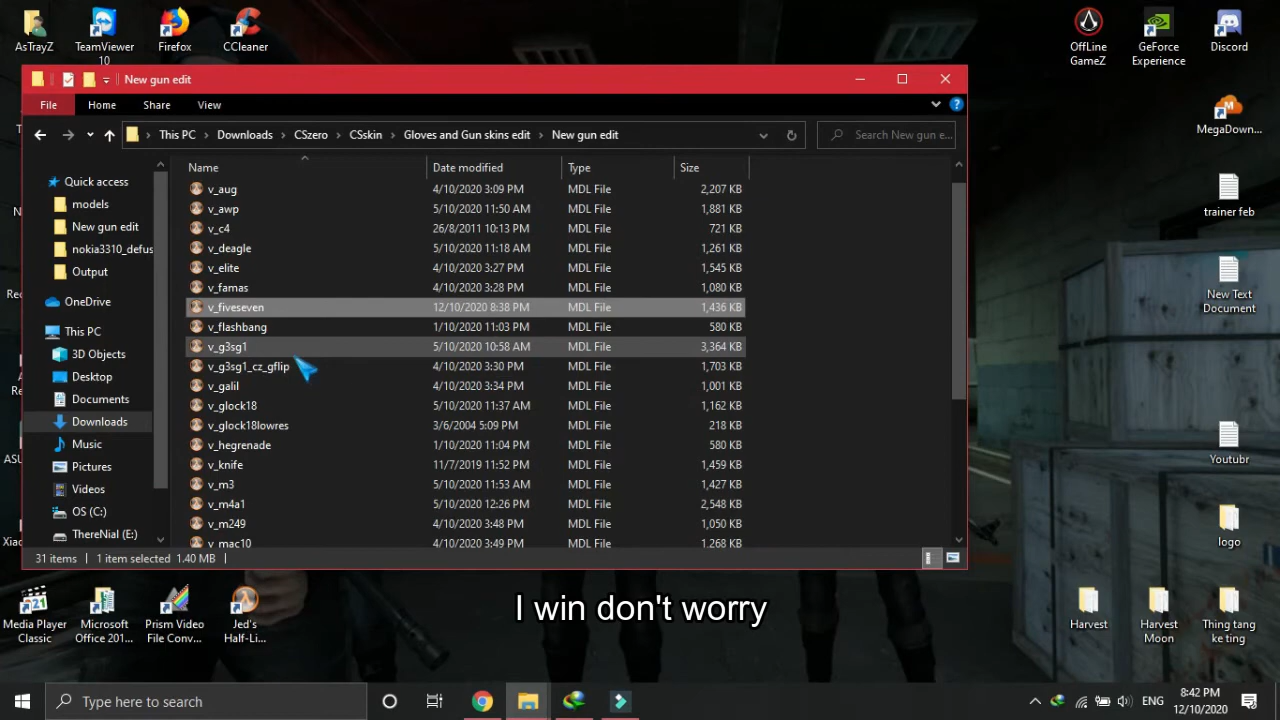 AsTrayZ
TeamViewer
10
Firefox
CCleaner
OffLine
GameZ
GeForce
Experience
Discord
New gun edit
File
Home
Share
View
This PC
Downloads
CSzero
CSskin
Gloves and Gun skins edit
New gun edit
Search New gun e...
MegaDown...
Name
Date modified
Type
Size
Quick access
models
New gun edit
nokia3310_defus
Output
OneDrive
This PC
3D Objects
Desktop
Documents
Downloads
Music
Pictures
Videos
OS (C:)
ThereNial (E:)
v_aug 4/10/2020 3:09 PM MDL File 2,207 KB
v_awp 5/10/2020 11:50 AM MDL File 1,881 KB
v_c4 26/8/2011 10:13 PM MDL File 721 KB
v_deagle 5/10/2020 11:18 AM MDL File 1,261 KB
v_elite 4/10/2020 3:27 PM MDL File 1,545 KB
v_famas 4/10/2020 3:28 PM MDL File 1,080 KB
v_fiveseven 12/10/2020 8:38 PM MDL File 1,436 KB
v_flashbang 1/10/2020 11:03 PM MDL File 580 KB
v_g3sg1 5/10/2020 10:58 AM MDL File 3,364 KB
v_g3sg1_cz_gflip 4/10/2020 3:30 PM MDL File 1,703 KB
v_galil 4/10/2020 3:34 PM MDL File 1,001 KB
v_glock18 5/10/2020 11:37 AM MDL File 1,162 KB
v_glock18lowres 3/6/2004 5:09 PM MDL File 218 KB
v_hegrenade 1/10/2020 11:04 PM MDL File 580 KB
v_knife 11/7/2019 11:52 PM MDL File 1,459 KB
v_m3 5/10/2020 11:53 AM MDL File 1,427 KB
v_m4a1 5/10/2020 12:26 PM MDL File 2,548 KB
v_m249 4/10/2020 3:48 PM MDL File 1,050 KB
v_mac10 4/10/2020 3:49 PM MDL File 1,268 KB
31 items
1 item selected 1.40 MB
trainer feb
New Text
Document
Youtubr
logo
Media Player
Classic
Microsoft
Office 201...
Prism Video
File Conv...
Jed's
Half-Li...
I win don't worry
Harvest
Harvest
Moon
Thing tang
ke ting
Type here to search
ENG
8:42 PM
12/10/2020